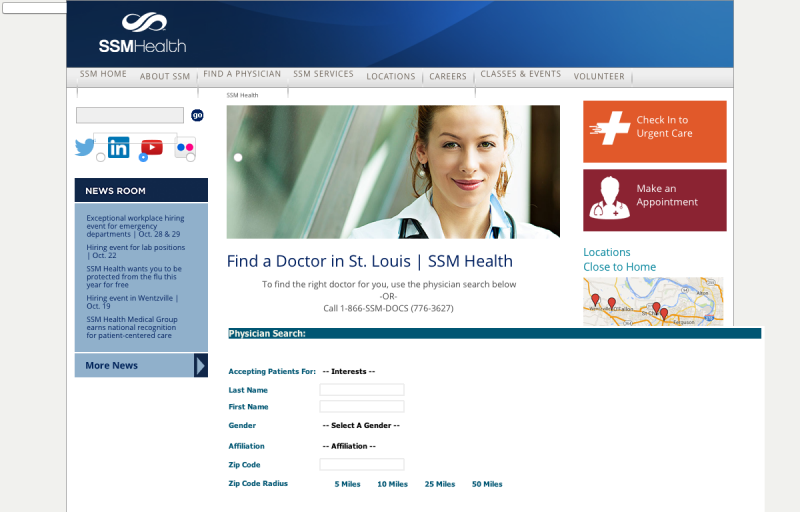 SSMHealth
SSM HOME
ABOUT SSM
FIND A PHYSICIAN
SSM SERVICES
LOCATIONS
CAREERS
CLASSES & EVENTS
VOLUNTEER
SSM Health
go
NEWS ROOM
Exceptional workplace hiring
event for emergency
departments | Oct. 28 & 29
Hiring event for lab positions
| Oct. 22
SSM Health wants you to be
protected from the flu this
year for free
Hiring event in Wentzville |
Oct. 19
SSM Health Medical Group
earns national recognition
for patient-centered care
More News
Find a Doctor in St. Louis | SSM Health
To find the right doctor for you, use the physician search below
-OR-
Call 1-866-SSM-DOCS (776-3627)
Check In to
Urgent Care
Make an
Appointment
Locations
Close to Home
Alton
Ferguson
Physician Search:
Accepting Patients For: -- Interests --
Last Name
First Name
Gender -- Select A Gender --
Affiliation -- Affiliation --
Zip Code
Zip Code Radius 5 Miles 10 Miles 25 Miles 50 Miles